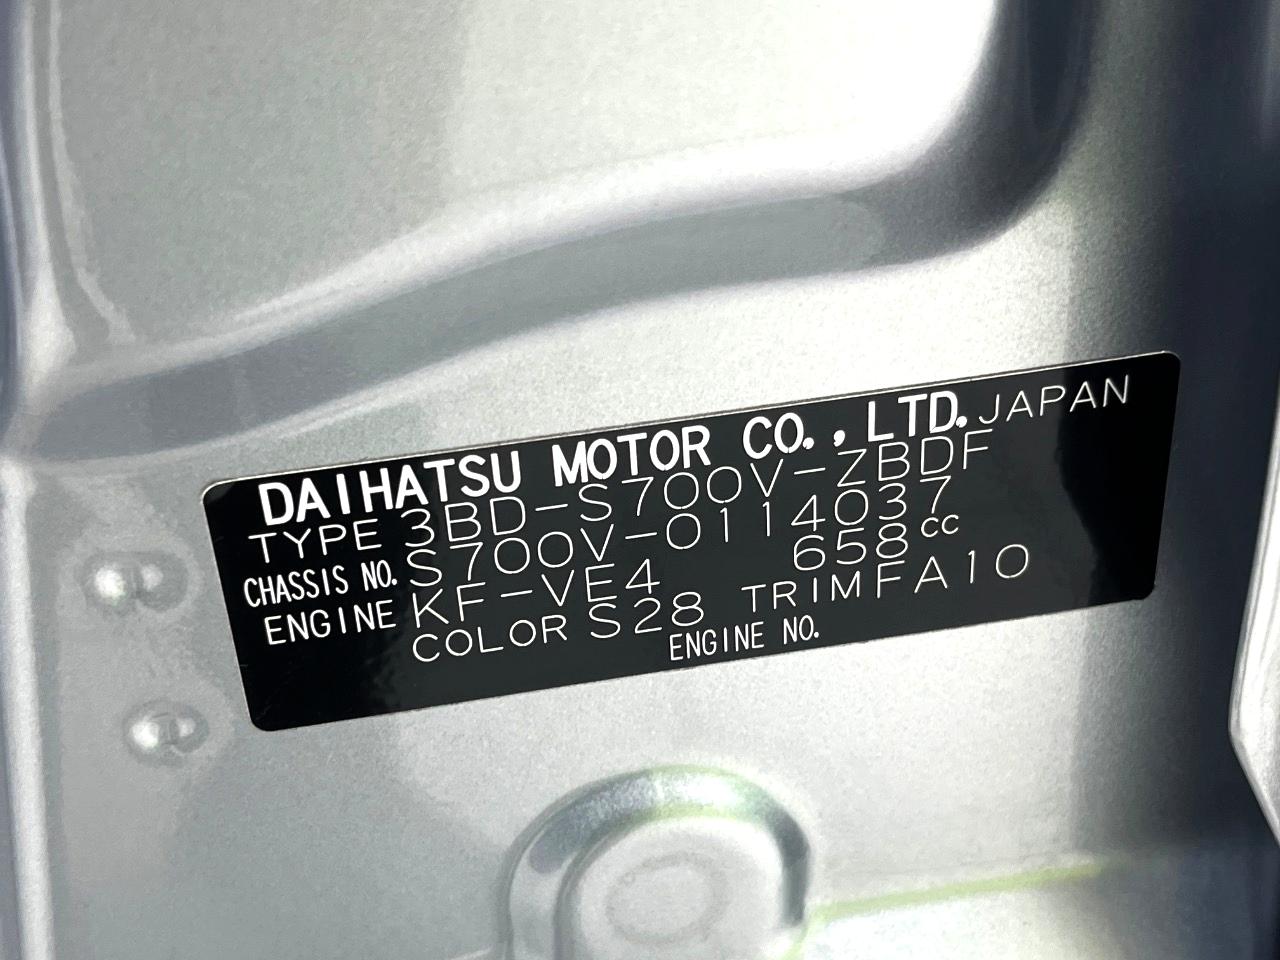 DAIHATSU MOTOR CO., LTD. JAPAN
TYPE 3BD-S700V-ZBDF
CHASSIS NO. S700V-0114037
ENGINE KF-VE4 658cc
COLOR S28 TRIM FA10
ENGINE NO.